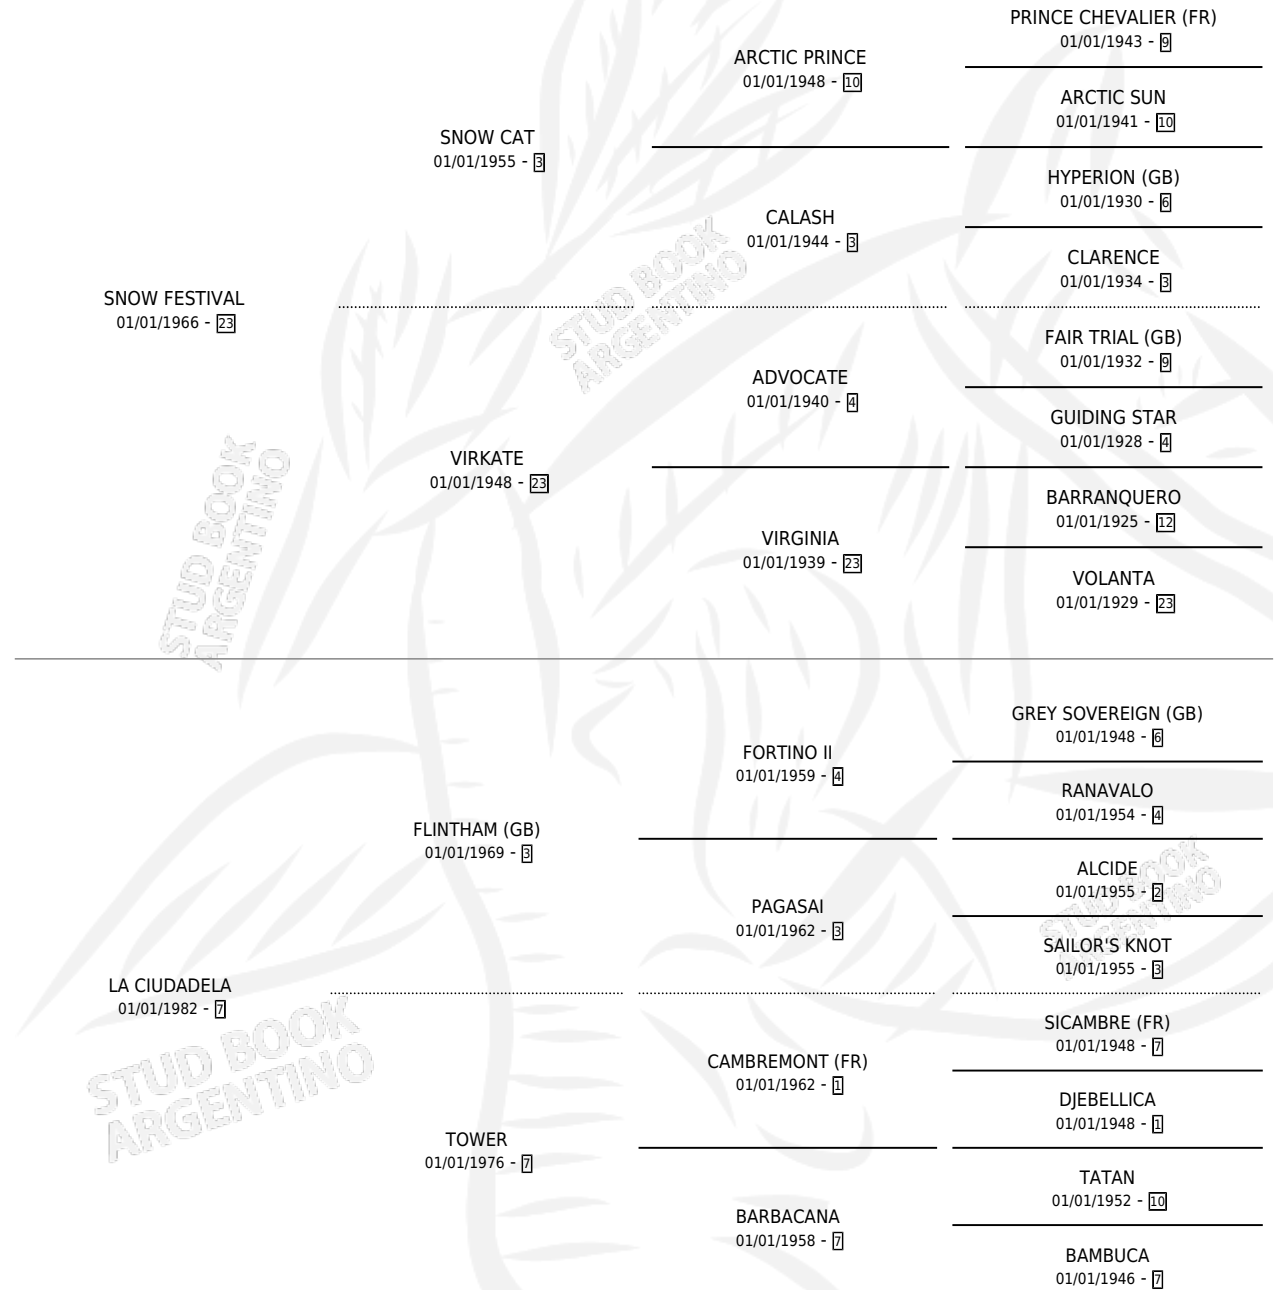 PRINCE CHEVALIER (FR)
01/01/1943 - 9
ARCTIC PRINCE
01/01/1948 - 10
ARCTIC SUN
01/01/1941 - 10
SNOW CAT
01/01/1955 - 3
HYPERION (GB)
01/01/1930 - 6
CALASH
01/01/1944 - 3
CLARENCE
01/01/1934 - 3
SNOW FESTIVAL
01/01/1966 - 23
FAIR TRIAL (GB)
01/01/1932 - 9
ADVOCATE
01/01/1940 - 4
GUIDING STAR
01/01/1928 - 4
VIRKATE
01/01/1948 - 23
BARRANQUERO
01/01/1925 - 12
VIRGINIA
01/01/1939 - 23
VOLANTA
01/01/1929 - 23
STUD BOOK
ARGENTINO
STUD BOOK
ARGENTINO
GREY SOVEREIGN (GB)
01/01/1948 - 6
FORTINO II
01/01/1959 - 4
RANAVALO
01/01/1954 - 4
FLINTHAM (GB)
01/01/1969 - 3
ALCIDE
01/01/1955 - 2
PAGASAI
01/01/1962 - 3
SAILOR'S KNOT
01/01/1955 - 3
LA CIUDADELA
01/01/1982 - 7
SICAMBRE (FR)
01/01/1948 - 7
CAMBREMONT (FR)
01/01/1962 - 1
DJEBELLICA
01/01/1948 - 1
TOWER
01/01/1976 - 7
TATAN
01/01/1952 - 10
BARBACANA
01/01/1958 - 7
BAMBUCA
01/01/1946 - 7
STUD BOOK
ARGENTINO
STUD BOOK
ARGENTINO